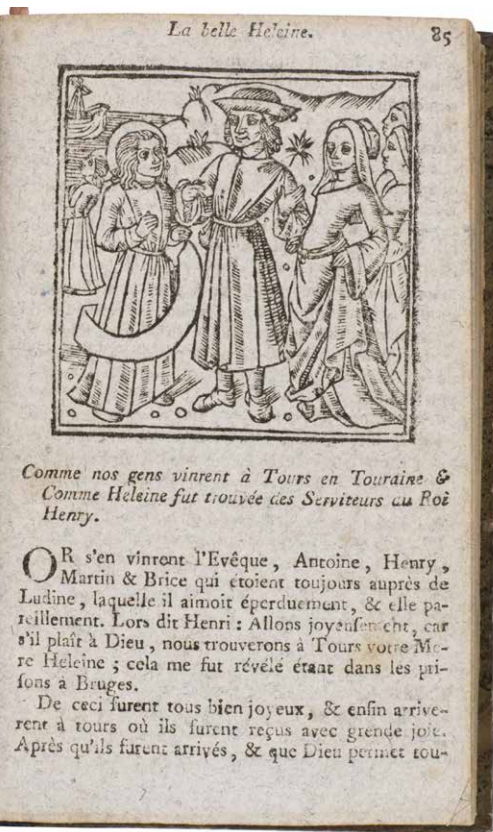 La belle Heleine.
85
Comme nos gens vinrent à Tours en Touraine &
Comme Heleine fut trouvée des Serviteurs au Roi
Henry.
OR s'en vinront l'Evêque, Antoine, Henry,
Martin & Brice qui étoient toujours auprès de
Ludine, laquelle il aimoit éperduement, & elle pa-
reillement. Lors dit Henri : Allons joyeusement, car
s'il plaît à Dieu, nous trouverons à Tours votre Me-
re Heleine ; cela me fut révélé étant dans les pri-
sons à Bruges.
De ceci furent tous bien joyeux, & enfin arrive-
rent à tours où ils furent reçus avec grende joie.
Après qu'ils furent arrivés, & que Dieu permet tou-